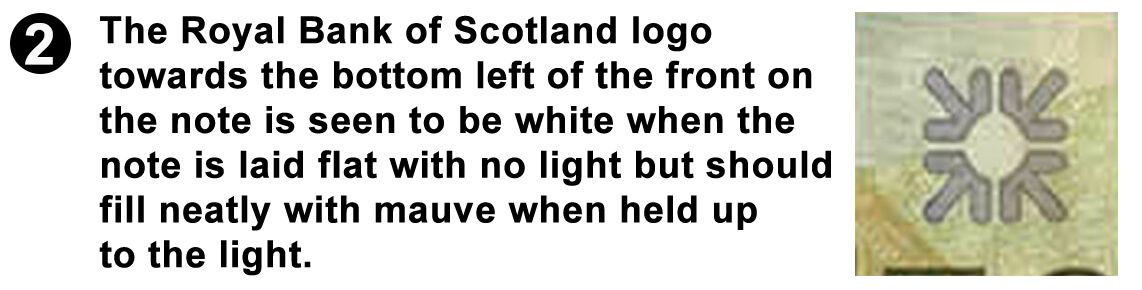 2
The Royal Bank of Scotland logo
towards the bottom left of the front on
the note is seen to be white when the
note is laid flat with no light but should
fill neatly with mauve when held up
to the light.